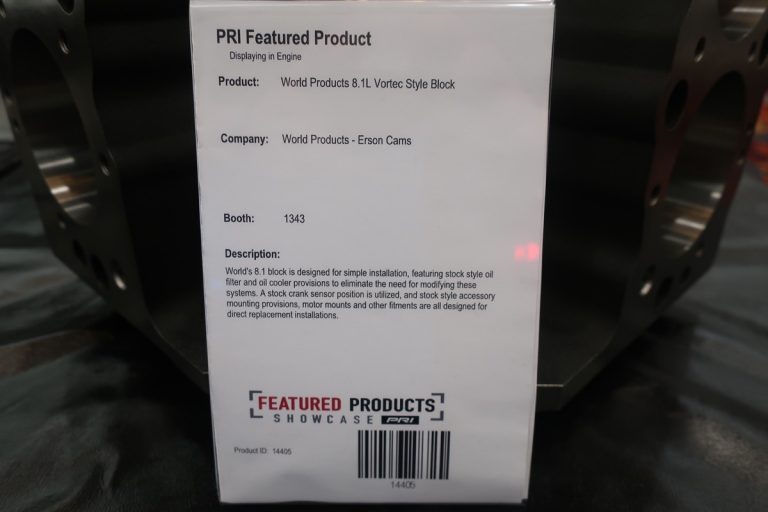 PRI Featured Product
Displaying in Engine
Product: World Products 8.1L Vortec Style Block
Company: World Products - Erson Cams
Booth: 1343
Description:
World's 8.1 block is designed for simple installation, featuring stock style oil
filter and oil cooler provisions to eliminate the need for modifying these
systems. A stock crank sensor position is utilized, and stock style accessory
mounting provisions, motor mounts and other fitments are all designed for
direct replacement installations.
FEATURED PRODUCTS
SHOWCASE PRI
Product ID: 14405
14405